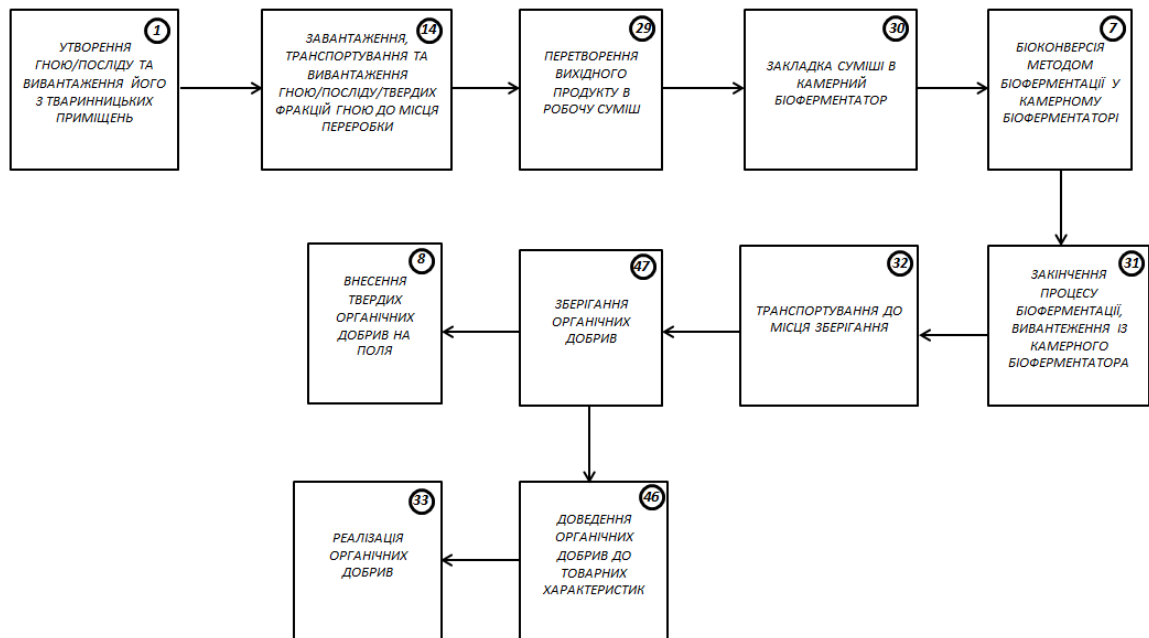 1
УТВОРЕННЯ
ГНОЮ/ПОСЛІДУ ТА
ВИВАНТАЖЕННЯ ЙОГО
З ТВАРИННИЦЬКИХ
ПРИМІЩЕНЬ
14
ЗАВАНТАЖЕННЯ,
ТРАНСПОРТУВАННЯ ТА
ВИВАНТАЖЕННЯ
ГНОЮ/ПОСЛІДУ/ТВЕРДИХ
ФРАКЦІЙ ГНОЮ ДО МІСЦЯ
ПЕРЕРОБКИ
29
ПЕРЕТВОРЕННЯ
ВИХІДНОГО
ПРОДУКТУ В
РОБОЧУ СУМІШ
30
ЗАКЛАДКА СУМІШІ В
КАМЕРНИЙ
БІОФЕРМЕНТАТОР
7
БІОКОНВЕРСІЯ
МЕТОДОМ
БІОФЕРМЕНТАЦІЇ У
КАМЕРНОМУ
БІОФЕРМЕНТАТОРІ
8
ВНЕСЕННЯ
ТВЕРДИХ
ОРГАНІЧНИХ
ДОБРИВ НА
ПОЛЯ
47
ЗБЕРІГАННЯ
ОРГАНІЧНИХ
ДОБРИВ
32
ТРАНСПОРТУВАННЯ ДО
МІСЦЯ ЗБЕРІГАННЯ
31
ЗАКІНЧЕННЯ
ПРОЦЕСУ
БІОФЕРМЕНТАЦІЇ,
ВИВАНТЕЖЕННЯ ІЗ
КАМЕРНОГО
БІОФЕРМЕНТАТОРА
33
РЕАЛІЗАЦІЯ
ОРГАНІЧНИХ
ДОБРИВ
46
ДОВЕДЕННЯ
ОРГАНІЧНИХ
ДОБРИВ ДО
ТОВАРНИХ
ХАРАКТЕРИСТИК